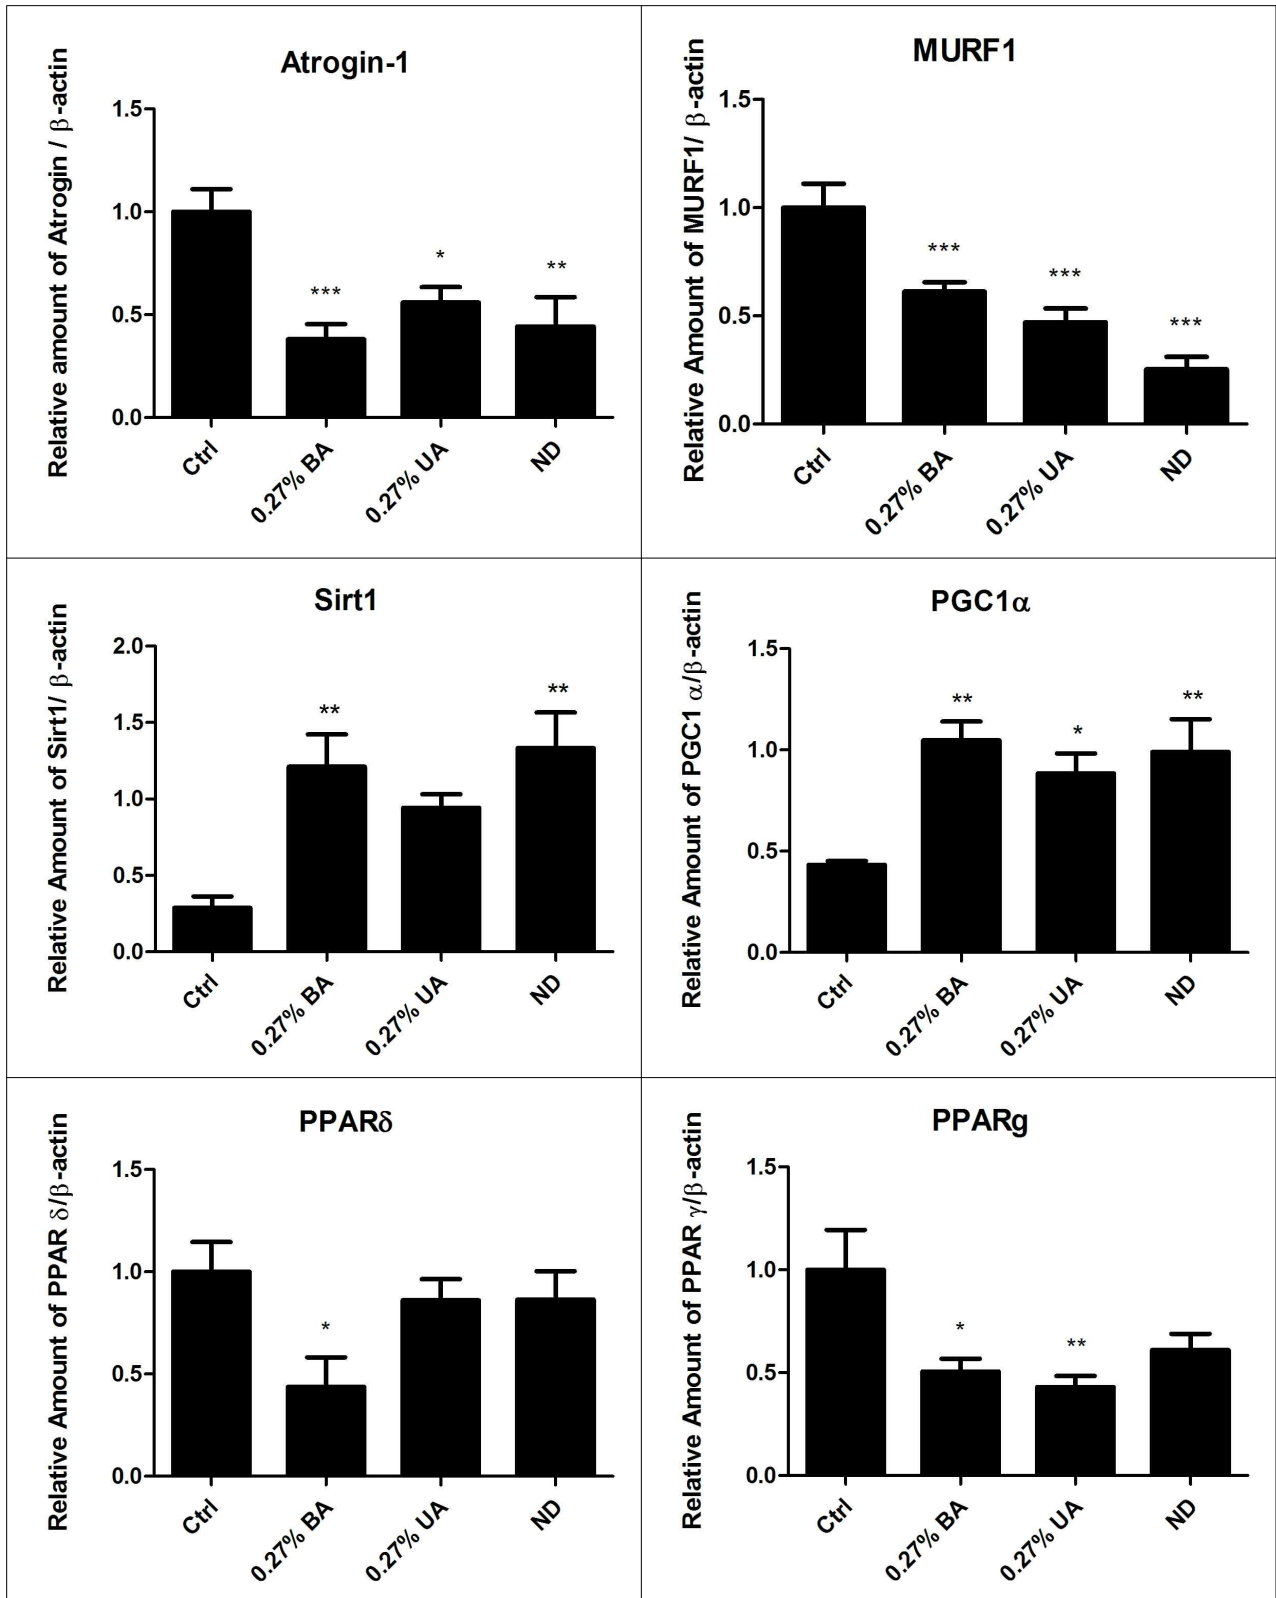 Atrogin-1
Relative amount of Atrogin / β-actin
1.5
1.0
0.5
0.0
***
*
**
Ctrl
0.27% BA
0.27% UA
ND
MURF1
Relative Amount of MURF1/ β-actin
1.5
1.0
0.5
0.0
***
***
***
Ctrl
0.27% BA
0.27% UA
ND
Sirt1
Relative Amount of Sirt1/ β-actin
2.0
1.5
1.0
0.5
0.0
**
**
Ctrl
0.27% BA
0.27% UA
ND
PGC1α
Relative Amount of PGC1 α/β-actin
1.5
1.0
0.5
0.0
**
*
**
Ctrl
0.27% BA
0.27% UA
ND
PPARδ
Relative Amount of PPAR δ/β-actin
1.5
1.0
0.5
0.0
*
Ctrl
0.27% BA
0.27% UA
ND
PPARg
Relative Amount of PPAR γ/β-actin
1.5
1.0
0.5
0.0
*
**
Ctrl
0.27% BA
0.27% UA
ND